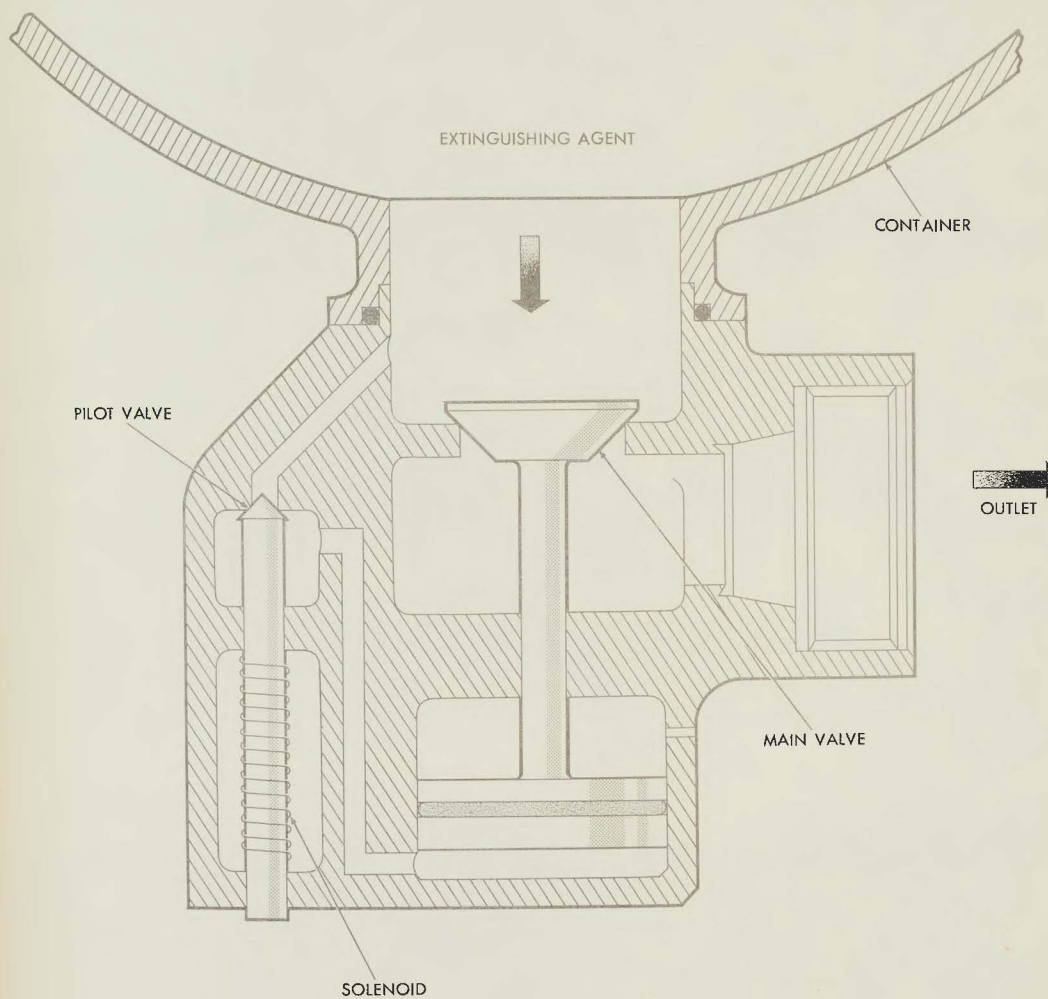 EXTINGUISHING AGENT
CONTAINER
PILOT VALVE
OUTLET
MAIN VALVE
SOLENOID